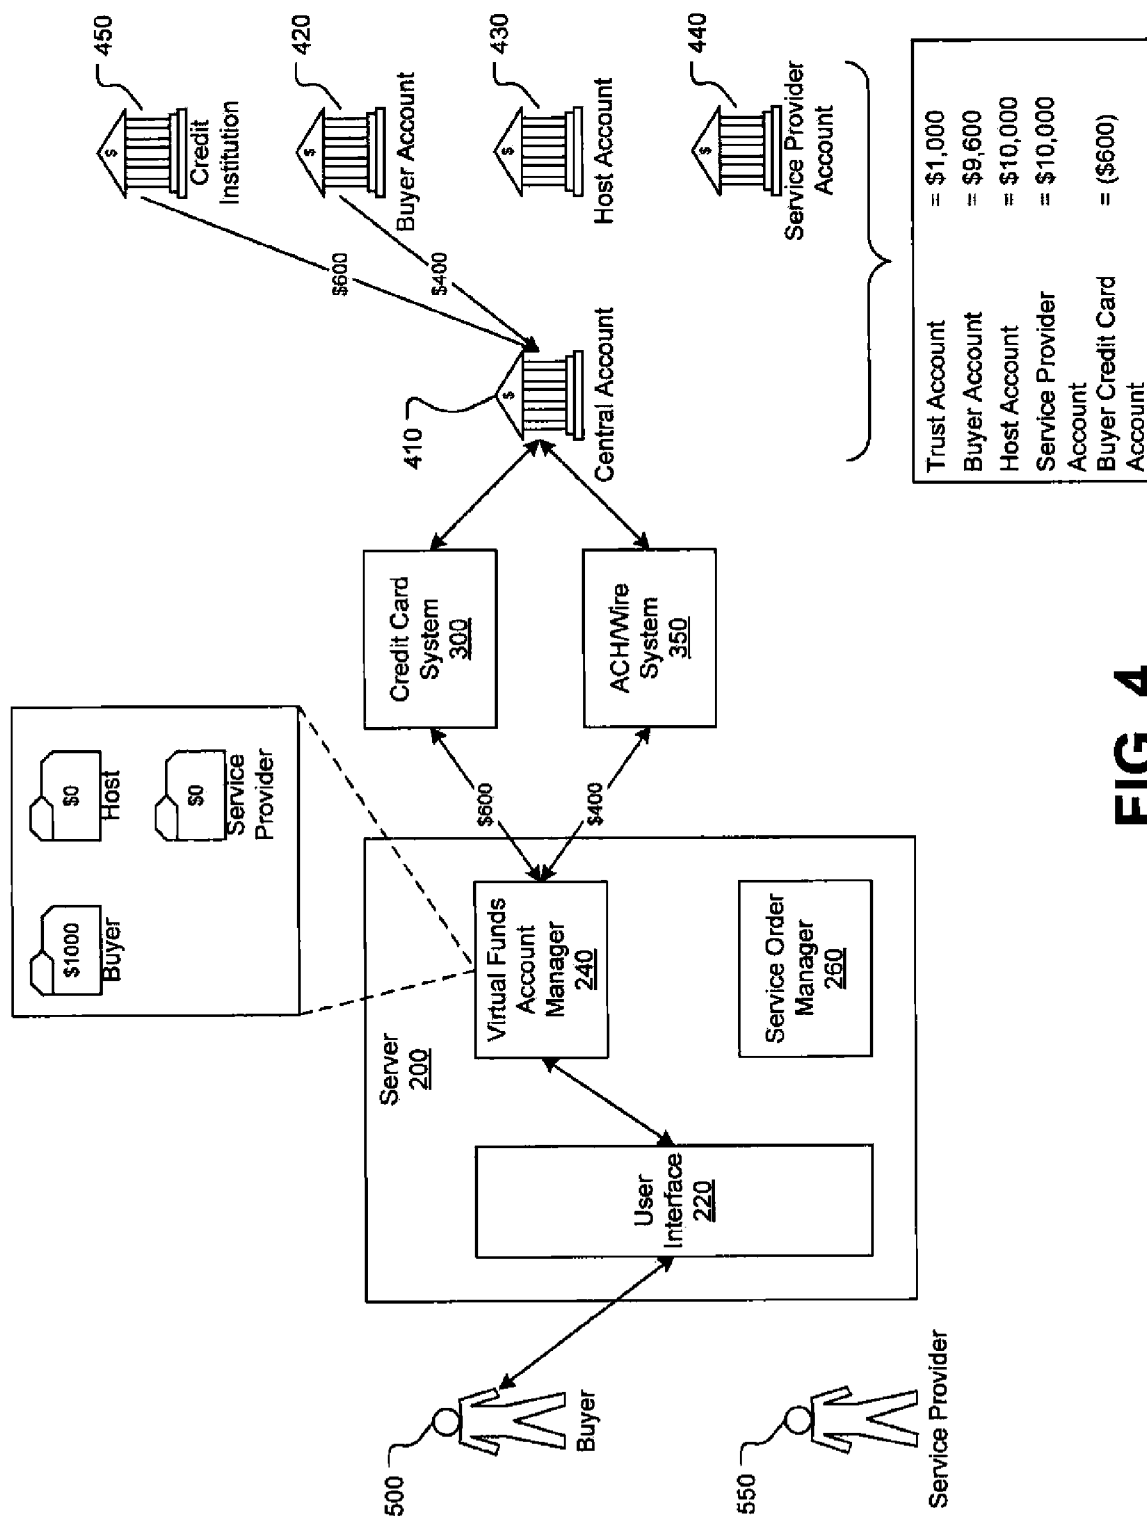 $1000
Buyer
$0
Host
$0
Service
Provider
500
Buyer
550
Service Provider
Server
200
User
Interface
220
Virtual Funds
Account
Manager
240
Service Order
Manager
260
$600
$400
Credit Card
System
300
ACH/Wire
System
350
410
$
Central Account
$600
$400
450
$
Credit
Institution
420
$
Buyer Account
430
$
Host Account
440
$
Service Provider
Account
Trust Account = $1,000
Buyer Account = $9,600
Host Account = $10,000
Service Provider = $10,000
Account
Buyer Credit Card = ($600)
Account
FIG 4